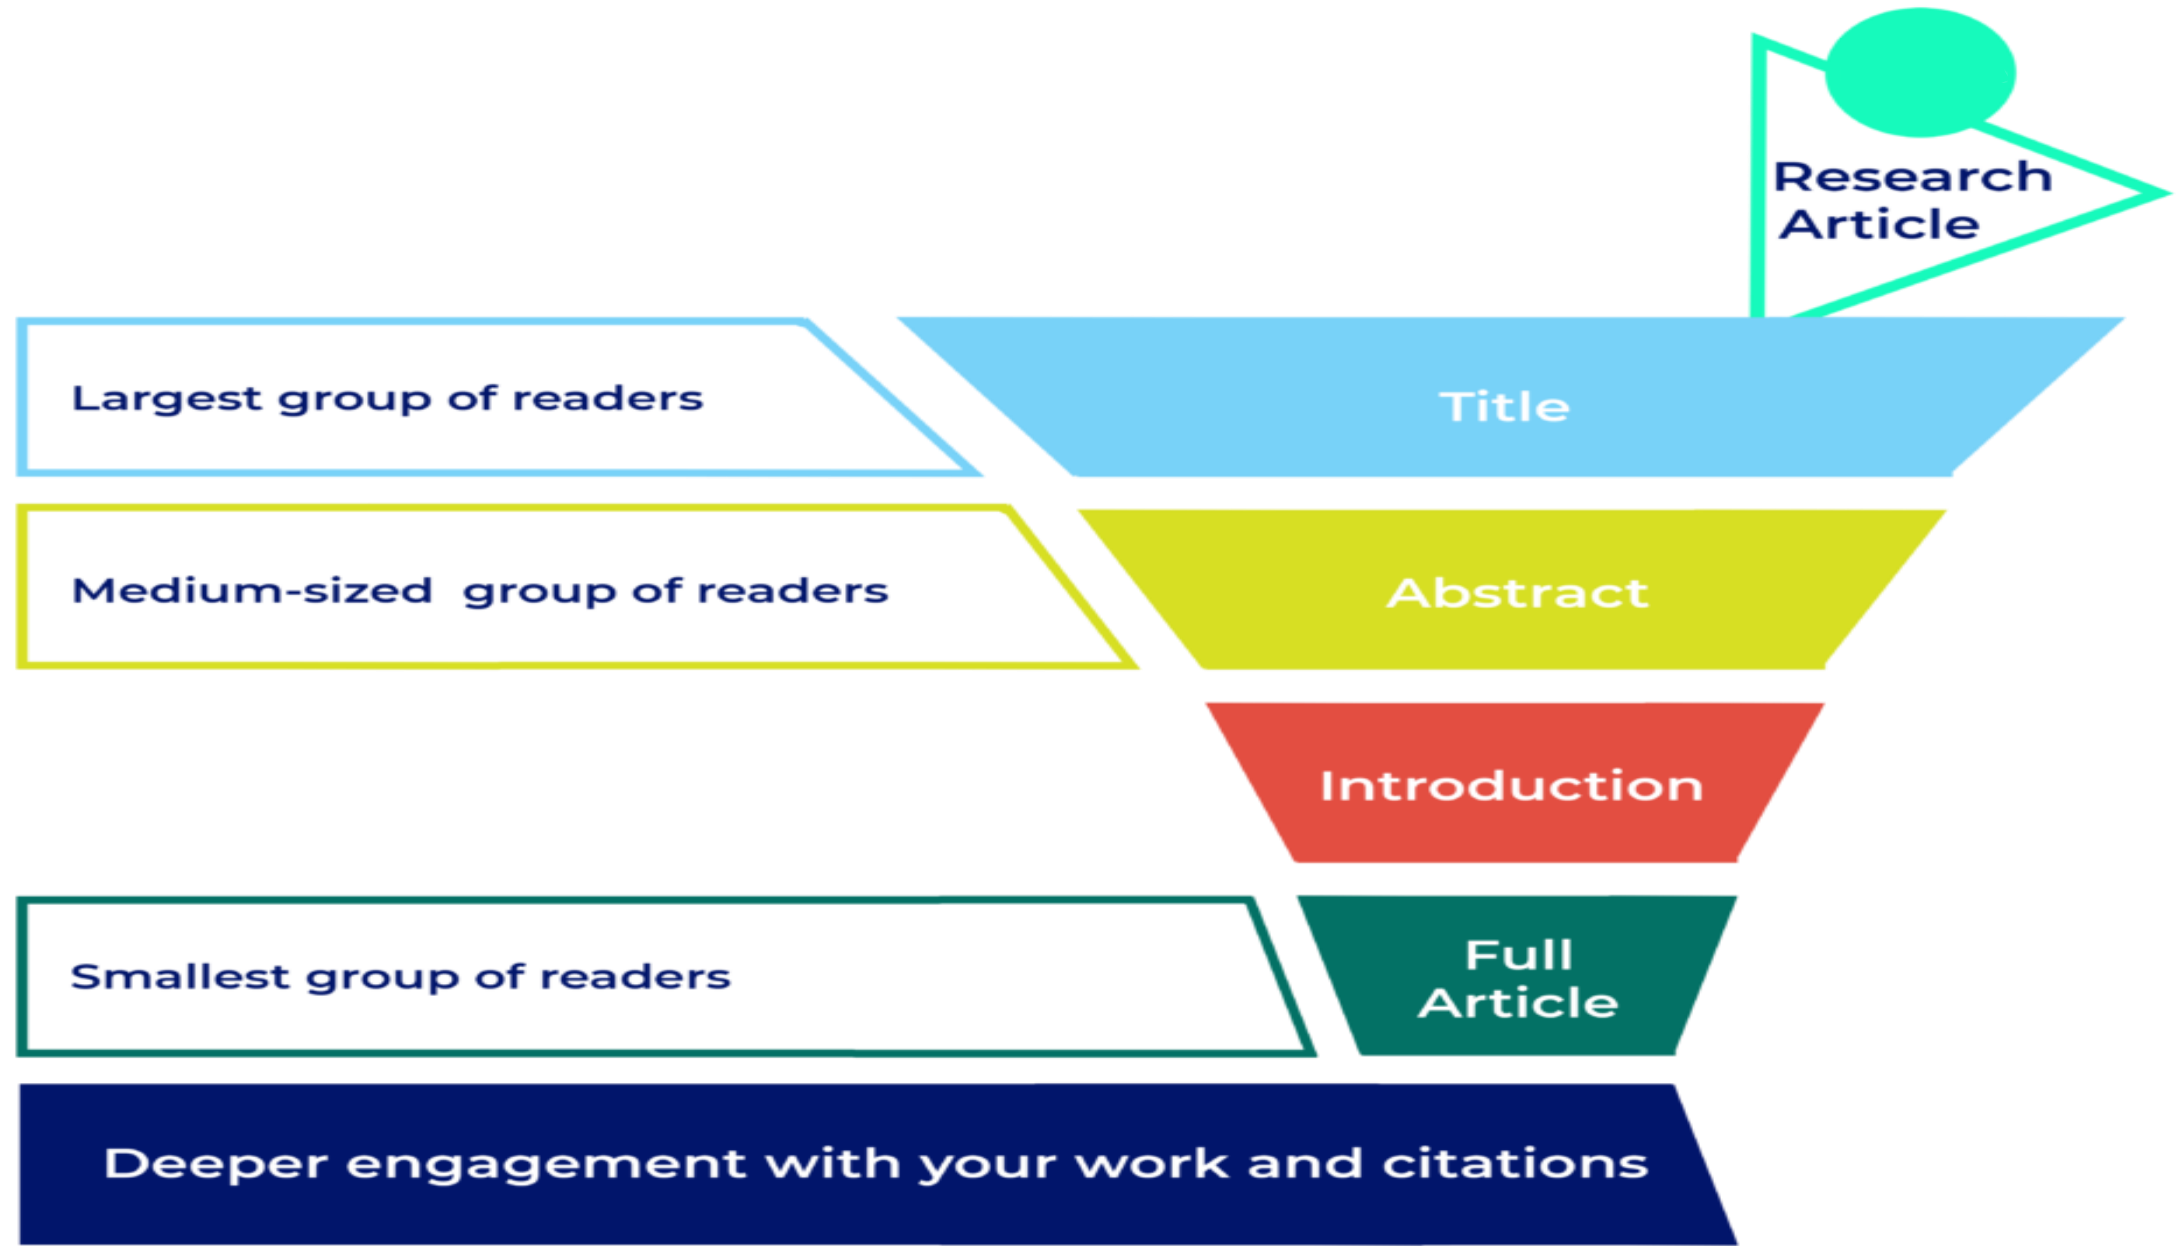 Research
Article
Largest group of readers
Title
Medium-sized  group of readers
Abstract
Introduction
Smallest group of readers
Full
Article
Deeper engagement with your work and citations